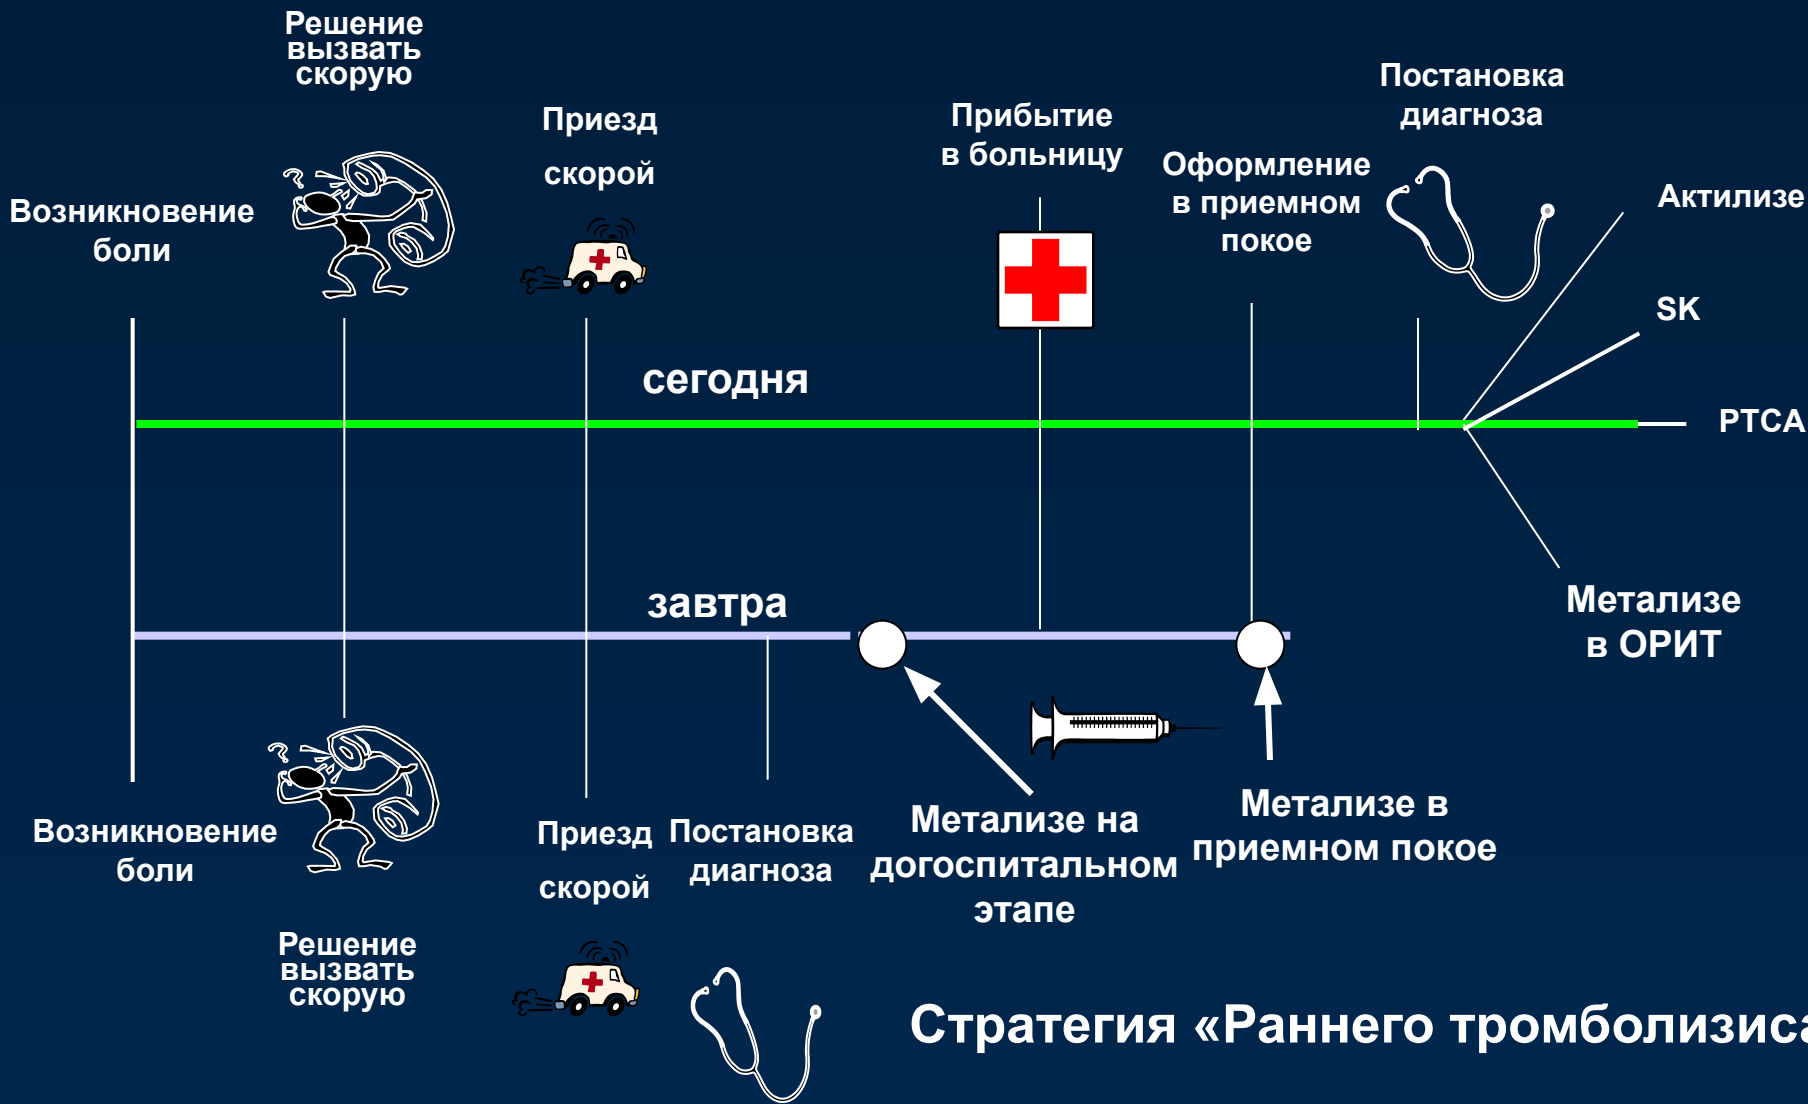 Решение
вызвать
скорую
Приезд
скорой
Прибытие
в больницу
Постановка
диагноза
Оформление
в приемном
покое
Возникновение
боли
Актилизе
SK
PTCA
сегодня
завтра
Метализе
в ОРИТ
Возникновение
боли
Решение
вызвать
скорую
Приезд
скорой
Постановка
диагноза
Метализе на
догоспитальном
этапе
Метализе в
приемном покое
Стратегия «Раннего тромболизиса